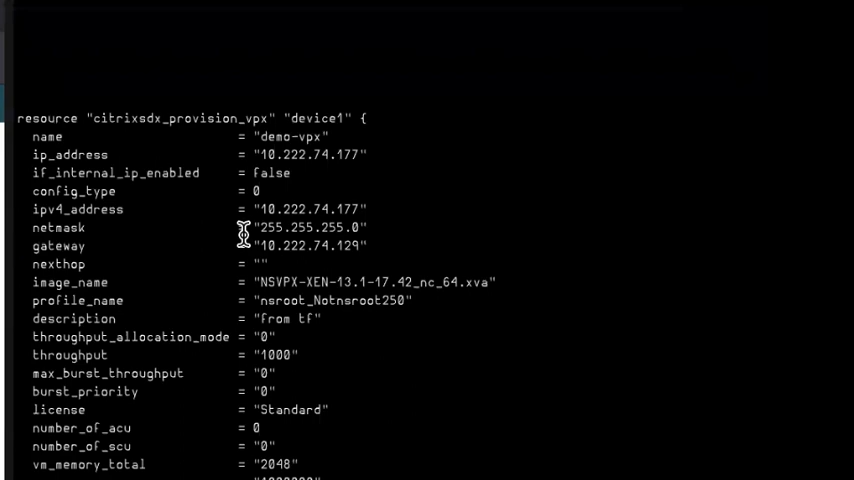 resource "citrixsdx_provision_vpx" "device1" {
name = "demo-vpx"
ip_address = "10.222.74.177"
if_internal_ip_enabled = false
config_type = 0
ipv4_address = "10.222.74.177"
netmask "255.255.255.0"
gateway "10.222.74.129"
nexthop = ""
image_name = "NSVPX-XEN-13.1-17.42_nc_64.xva"
profile_name = "nsroot_Notnsroot250"
description = "from tf"
throughput_allocation_mode = "0"
throughput = "1000"
max_burst_throughput = "0"
burst_priority = "0"
license = "Standard"
number_of_acu = 0
number_of_scu = "0"
vm_memory_total = "2048"